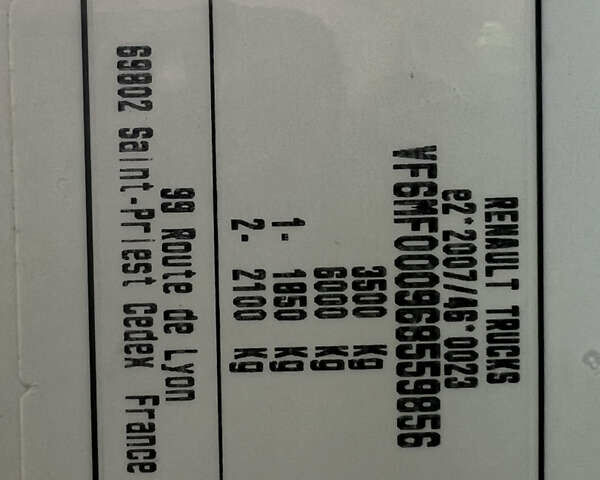 RENAULT TRUCKS
e2*2007//46*0023
VF6MF000968559856
3500 Kg
6000 Kg
1- 1850 Kg
2- 2100 Kg
99 Route de Lyon
69802 Saint-Priest Cedex France